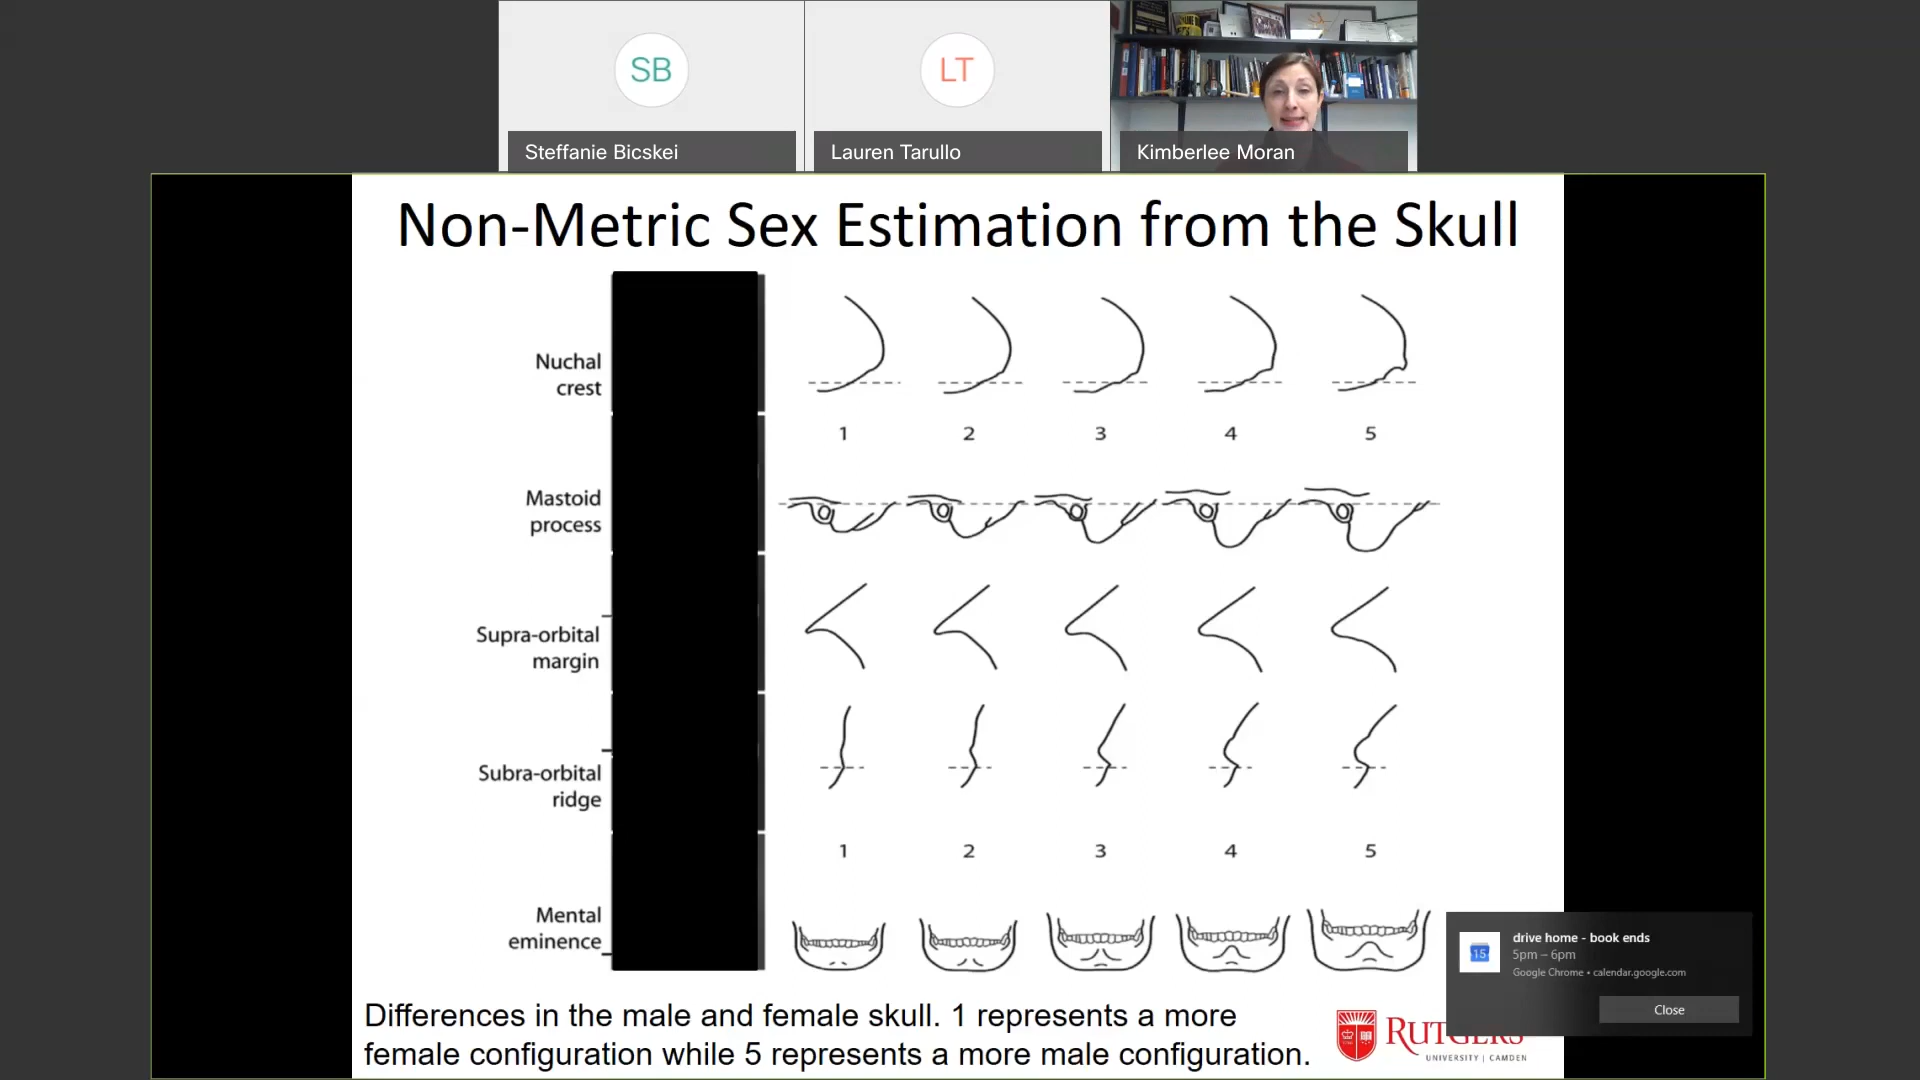 SB
LT
Steffanie Bicskei
Lauren Tarullo
Kimberlee Moran
Non-Metric Sex Estimation from the Skull
Nuchal
crest
1 2 3 4 5
Mastoid
process
Supra-orbital
margin
Subra-orbital
ridge
1 2 3 4 5
Mental
eminence
drive home - book ends
15
5pm – 6pm
Google Chrome • calendar.google.com
Close
Differences in the male and female skull. 1 represents a more
female configuration while 5 represents a more male configuration.
RUTGERS
UNIVERSITY | CAMDEN